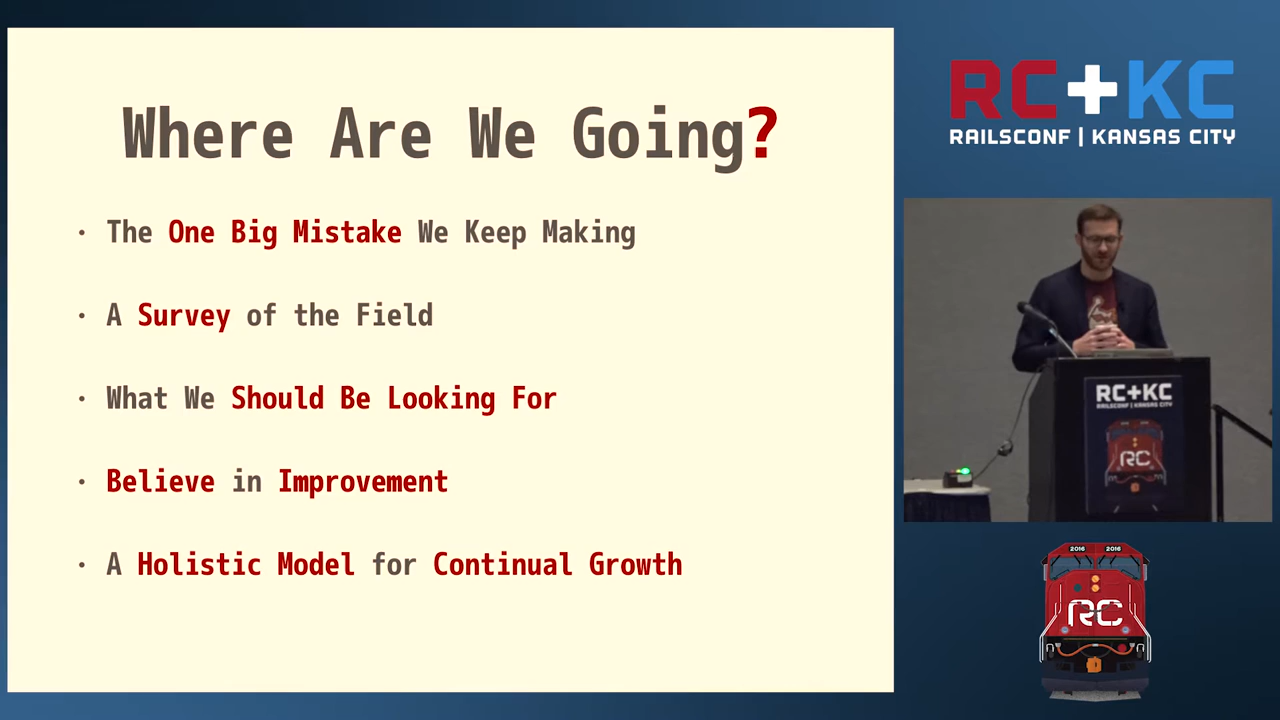 Where Are We Going?
· The One Big Mistake We Keep Making
· A Survey of the Field
· What We Should Be Looking For
· Believe in Improvement
· A Holistic Model for Continual Growth
RC+KC
RAILSCONF | KANSAS CITY
RC+KC
RAILSCONF | KANSAS CITY
RC
2016 2016
RC